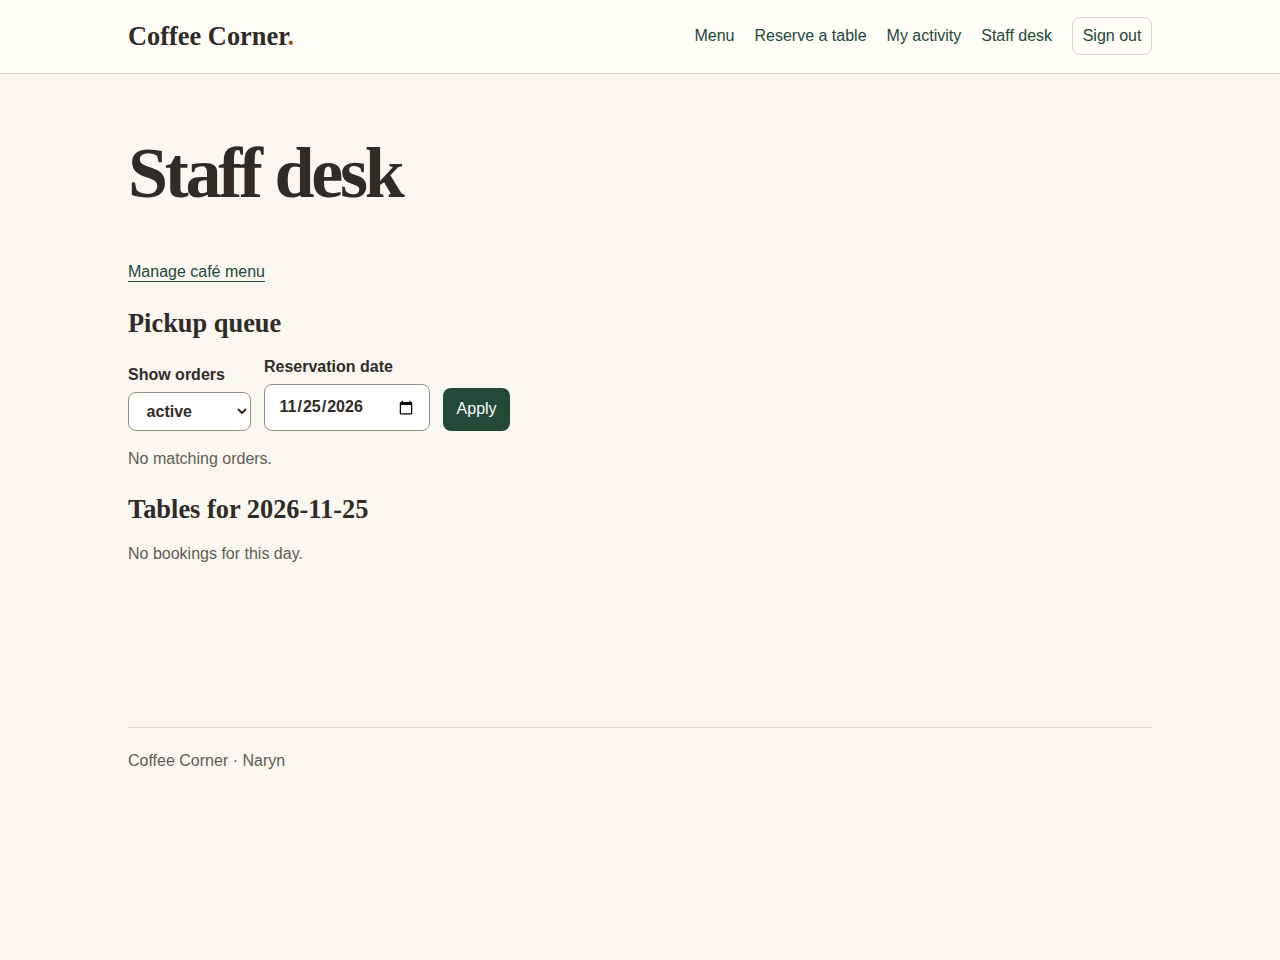 Coffee Corner.
Menu Reserve a table My activity Staff desk Sign out
Staff desk
Manage café menu
Pickup queue
Show orders Reservation date
active 11/25/2026 Apply
No matching orders.
Tables for 2026-11-25
No bookings for this day.
Coffee Corner · Naryn